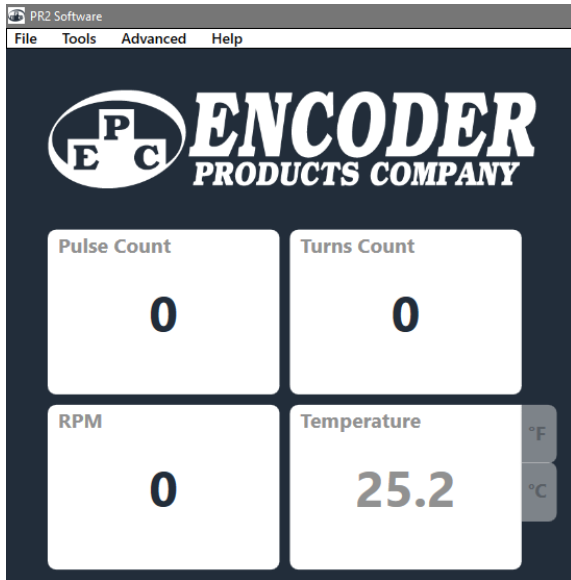 PR2 Software
File Tools Advanced Help
E P C
ENCODER
PRODUCTS COMPANY
Pulse Count
0
Turns Count
0
RPM
0
Temperature
25.2
°F
°C